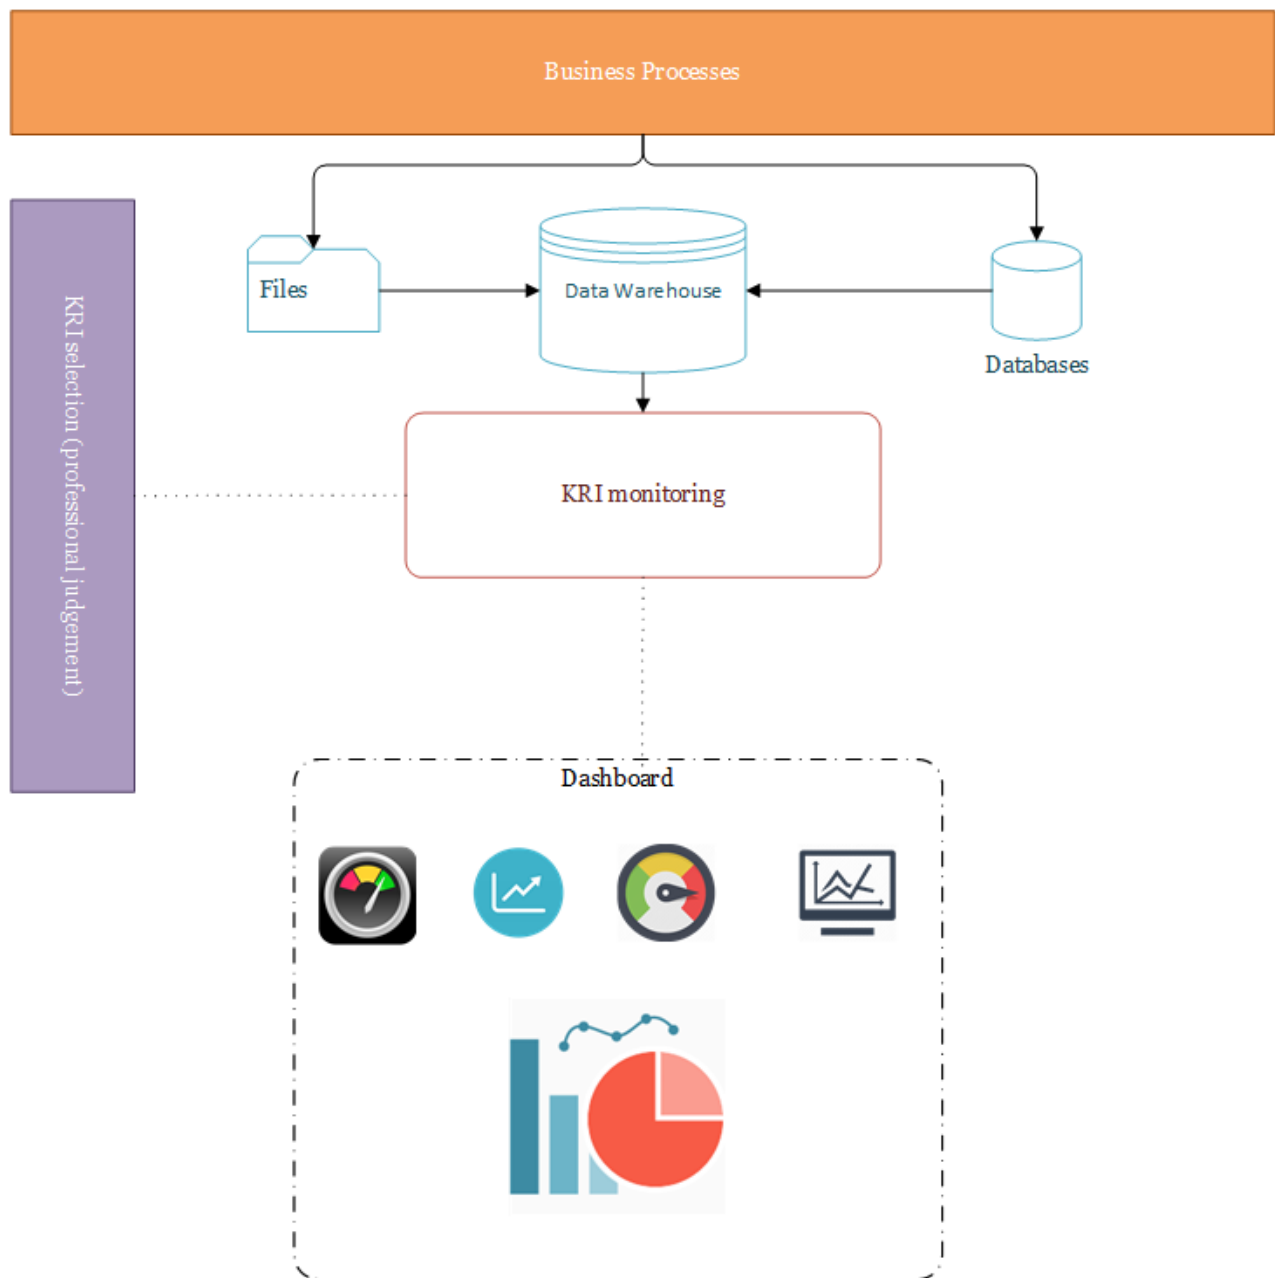 Business Processes
Files
Data Warehouse
Databases
KRI selection (professional judgement)
KRI monitoring
Dashboard